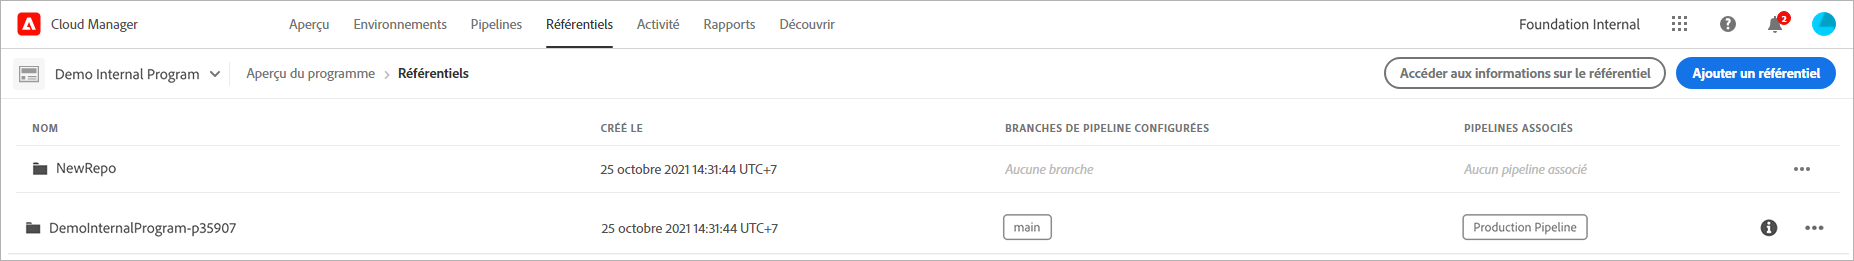 Cloud Manager Aperçu Environnements Pipelines Référentiels Activité Rapports Découvrir Foundation Internal 2
Demo Internal Program Aperçu du programme > Référentiels Accéder aux informations sur le référentiel Ajouter un référentiel
NOM CRÉÉ LE BRANCHES DE PIPELINE CONFIGURÉES PIPELINES ASSOCIÉS
NewRepo 25 octobre 2021 14:31:44 UTC+7 Aucune branche Aucun pipeline associé
DemoInternalProgram-p35907 25 octobre 2021 14:31:44 UTC+7 main Production Pipeline